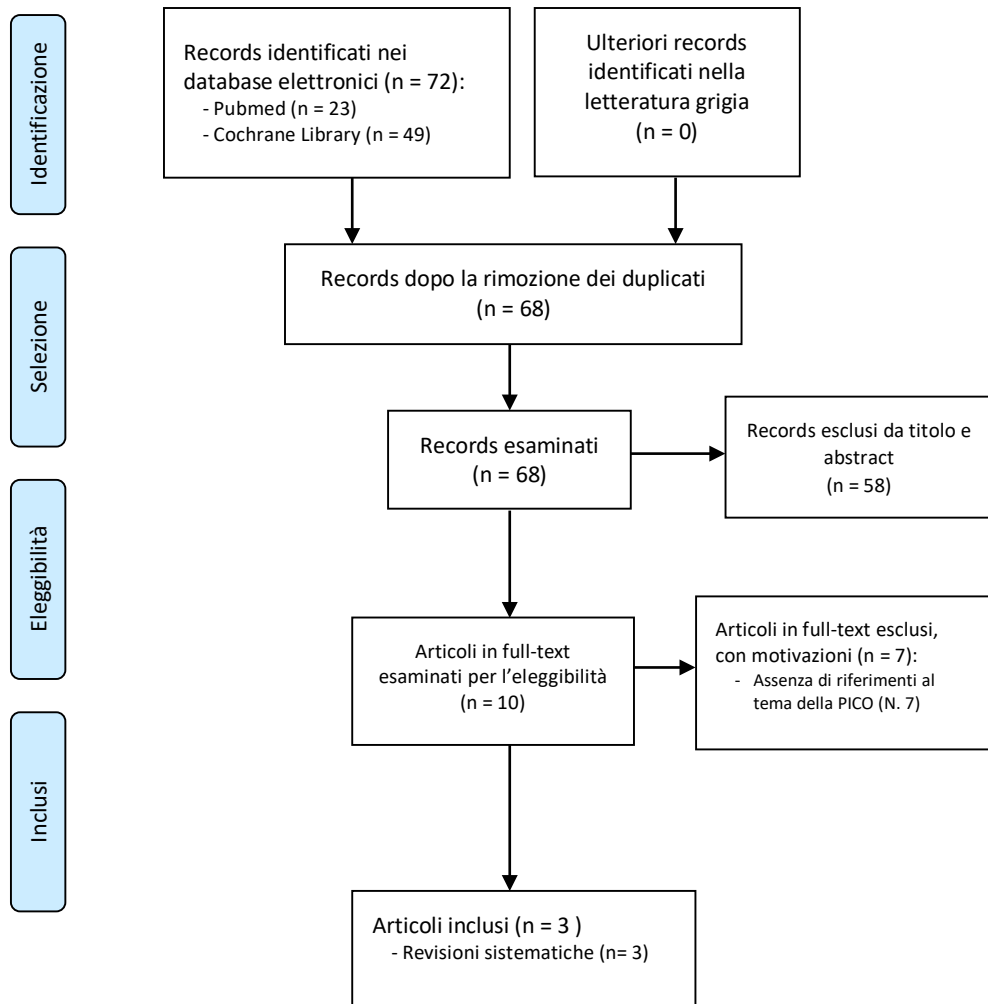 Identificazione
Records identificati nei
database elettronici (n = 72):
- Pubmed (n = 23)
- Cochrane Library (n = 49)
Ulteriori records
identificati nella
letteratura grigia
(n = 0)
Selezione
Records dopo la rimozione dei duplicati
(n = 68)
Records esaminati
(n = 68)
Records esclusi da titolo e
abstract
(n = 58)
Eleggibilità
Articoli in full-text
esaminati per l’eleggibilità
(n = 10)
Articoli in full-text esclusi,
con motivazioni (n = 7):
- Assenza di riferimenti al
tema della PICO (N. 7)
Inclusi
Articoli inclusi (n = 3 )
- Revisioni sistematiche (n= 3)